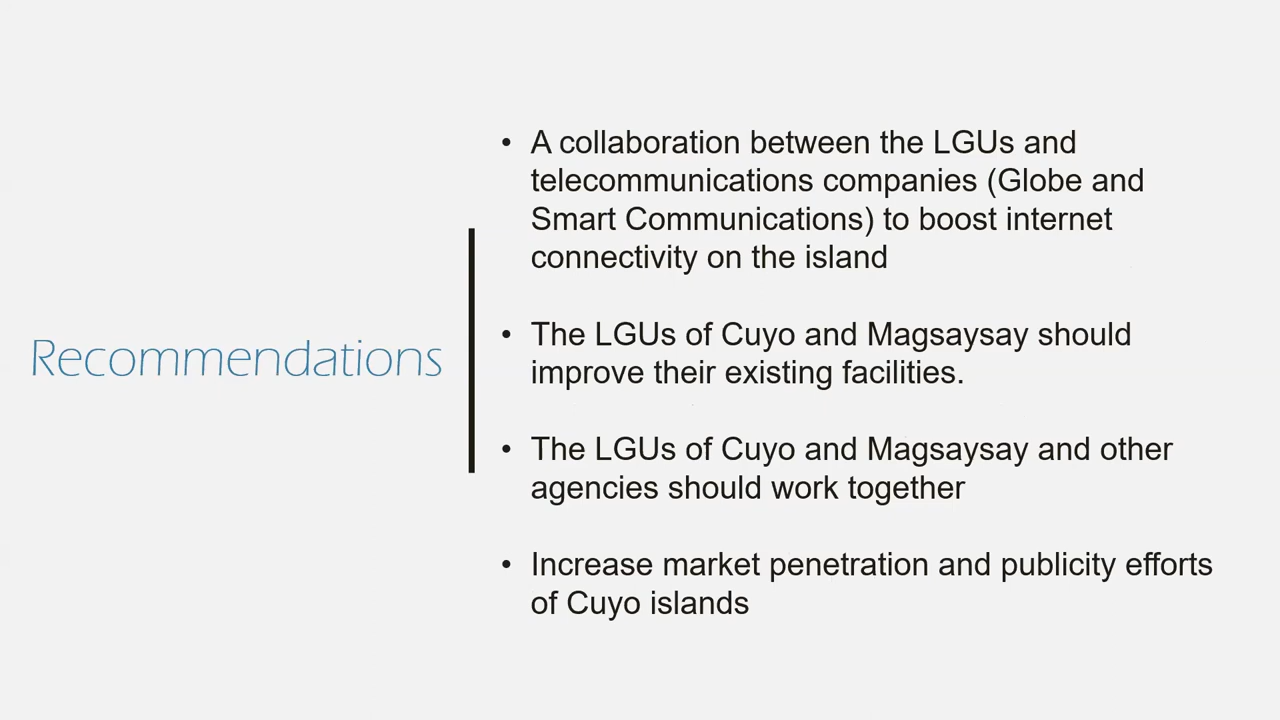 Recommendations
• A collaboration between the LGUs and
telecommunications companies (Globe and
Smart Communications) to boost internet
connectivity on the island
• The LGUs of Cuyo and Magsaysay should
improve their existing facilities.
• The LGUs of Cuyo and Magsaysay and other
agencies should work together
• Increase market penetration and publicity efforts
of Cuyo islands